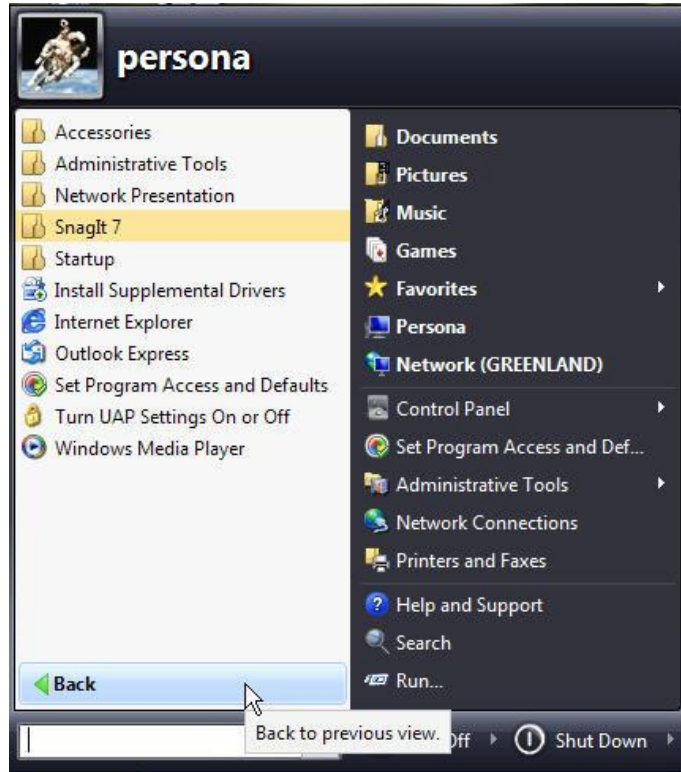 persona
Accessories
Administrative Tools
Network Presentation
SnagIt 7
Startup
Install Supplemental Drivers
Internet Explorer
Outlook Express
Set Program Access and Defaults
Turn UAP Settings On or Off
Windows Media Player
Back
Documents
Pictures
Music
Games
Favorites
Persona
Network (GREENLAND)
Control Panel
Set Program Access and Def...
Administrative Tools
Network Connections
Printers and Faxes
Help and Support
Search
Run...
Back to previous view.
Shut Down